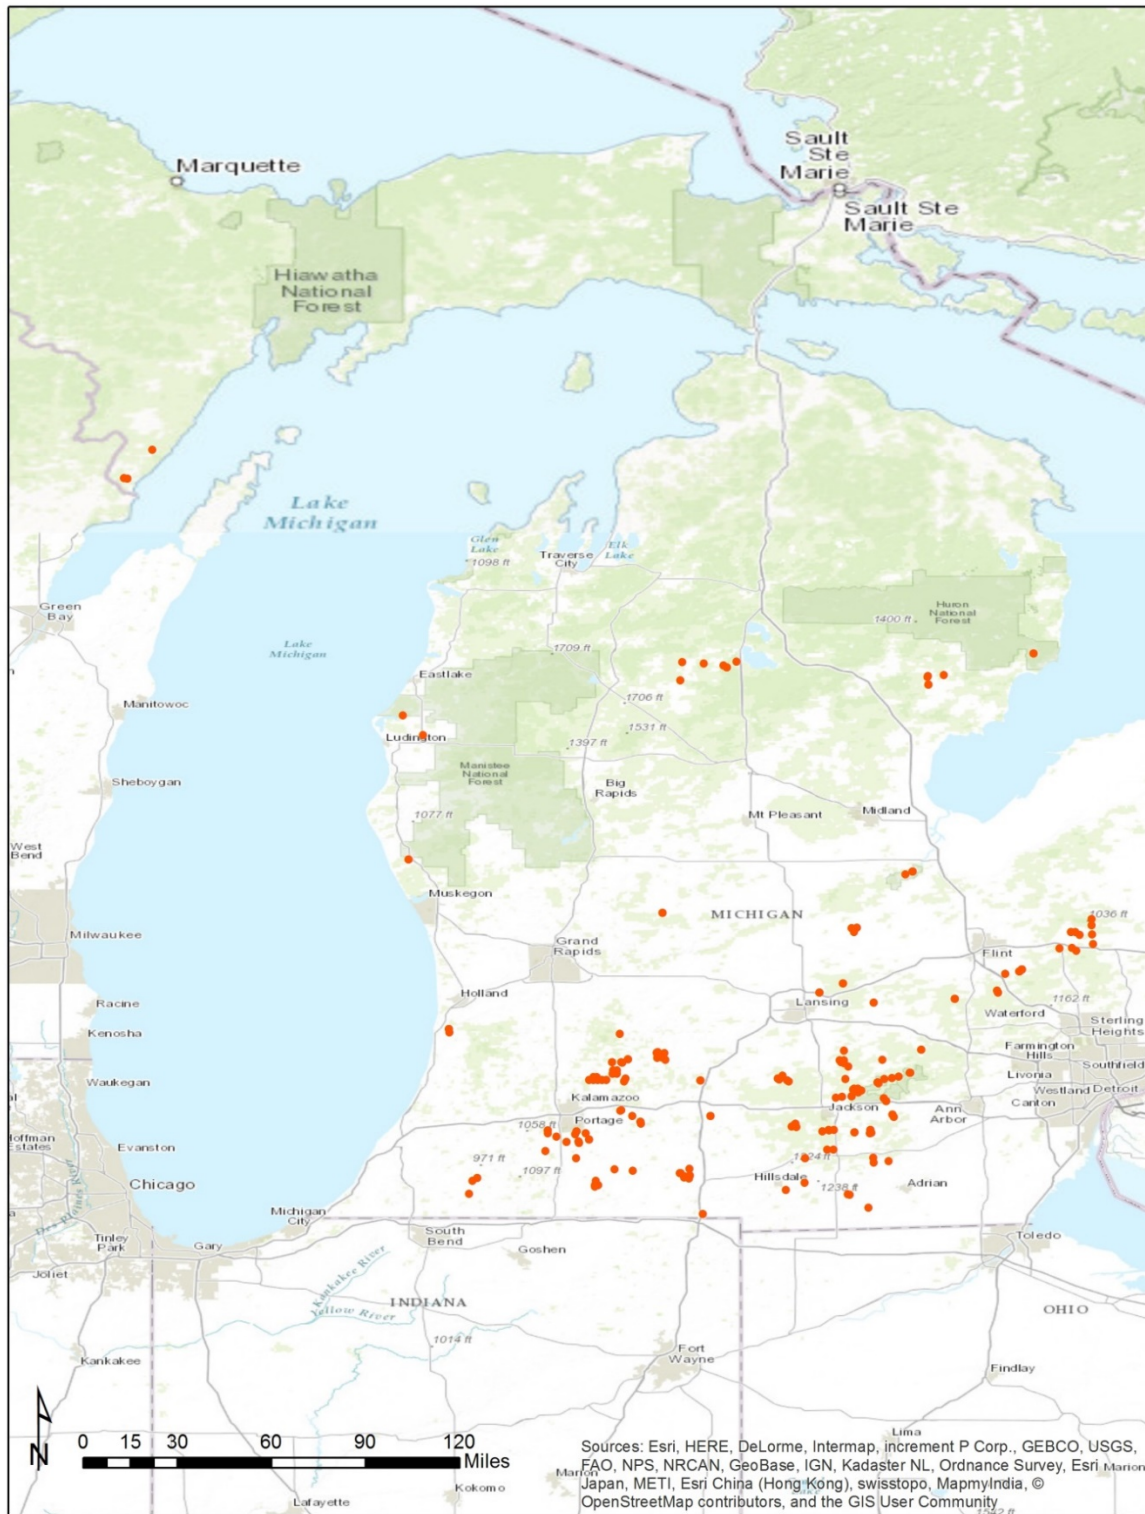 Marquette
Sault
Ste
Marie
Sault Ste
Marie
Hiawatha
National
Forest
Lake
Michigan
Glen
Lake
1098 ft
Traverse
City
Elk
Lake
Green
Bay
Huron
National
Forest
1400 ft
Lake
Michigan
1709 ft
Eastlake
1706 ft
Manitowoc
Ludington
1531 ft
1397 ft
Manistee
National
Forest
Sheboygan
Big
Rapids
1077 ft
Mt Pleasant
Midland
West
Bend
Muskegon
MICHIGAN
1036 ft
Milwaukee
Grand
Rapids
Flint
Holland
Lansing
Racine
1162 ft
Waterford
Sterling
Heights
Kenosha
Farmington
Hills
Southfield
Waukegan
Livonia
Westland
Detroit
Canton
Kalamazoo
Jackson
Ann
Arbor
Portage
1058 ft
Evanston
971 ft
1097 ft
Hillsdale
1238 ft
Adrian
Chicago
Des Plaines River
Michigan
City
Tinley
Park
Gary
South
Bend
Goshen
Toledo
Joliet
Kankakee River
Yellow River
INDIANA
OHIO
1014 ft
Kankakee
Fort
Wayne
Findlay
N
0 15 30 60 90 120
Miles
Lima
Marion
Marion
Kokomo
Lafayette
Sources: Esri, HERE, DeLorme, Intermap, increment P Corp., GEBCO, USGS,
FAO, NPS, NRCAN, GeoBase, IGN, Kadaster NL, Ordnance Survey, Esri
Japan, METI, Esri China (Hong Kong), swisstopo, MapmyIndia, ©
OpenStreetMap contributors, and the GIS User Community